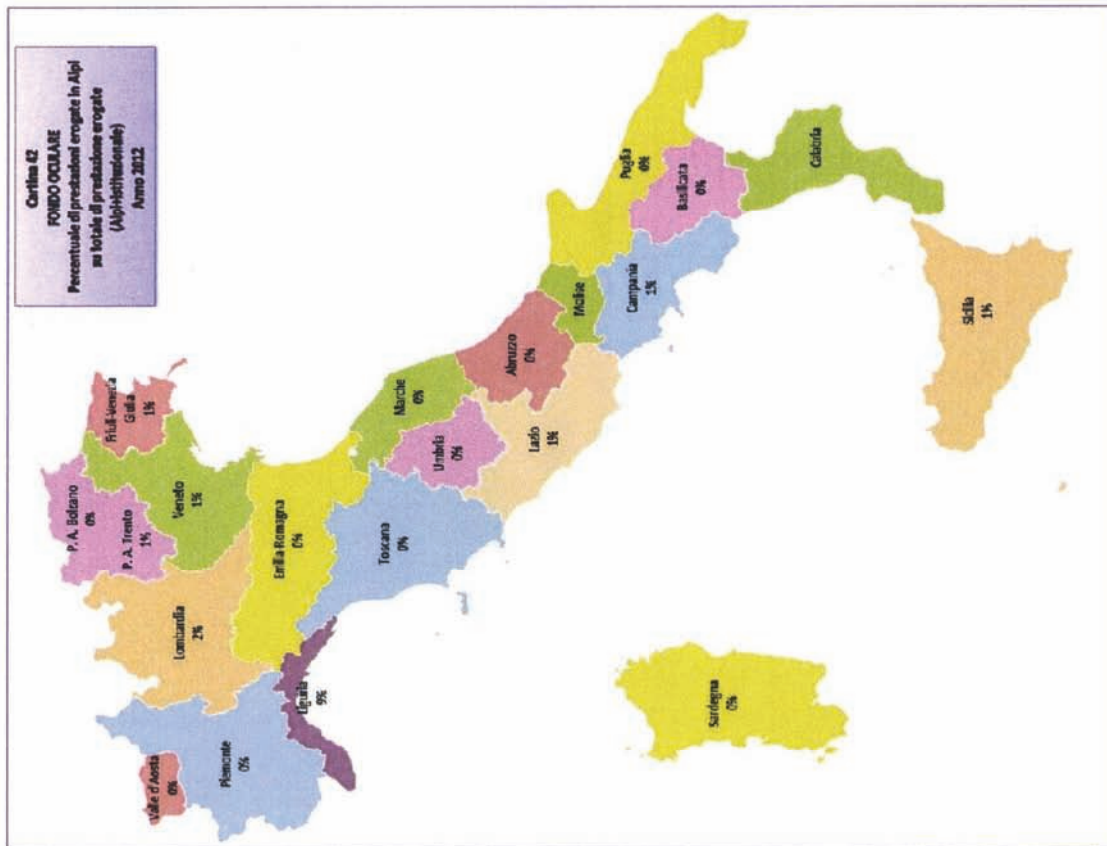 Cartina 42
FONDO OCULARE
Percentuale di prestazioni erogate in Alpi
su totale di prestazione erogate
(Alpi+Istituzionale)
Anno 2012
P. A. Bolzano
0%
P. A. Trento
1%
Friuli-Venezia
Giulia
1%
Veneto
1%
Lombardia
2%
Valle d'Aosta
0%
Piemonte
0%
Liguria
9%
Emilia-Romagna
0%
Toscana
0%
Marche
0%
Umbria
0%
Lazio
1%
Abruzzo
0%
Molise
Campania
1%
Puglia
0%
Basilicata
0%
Calabria
Sicilia
1%
Sardegna
0%